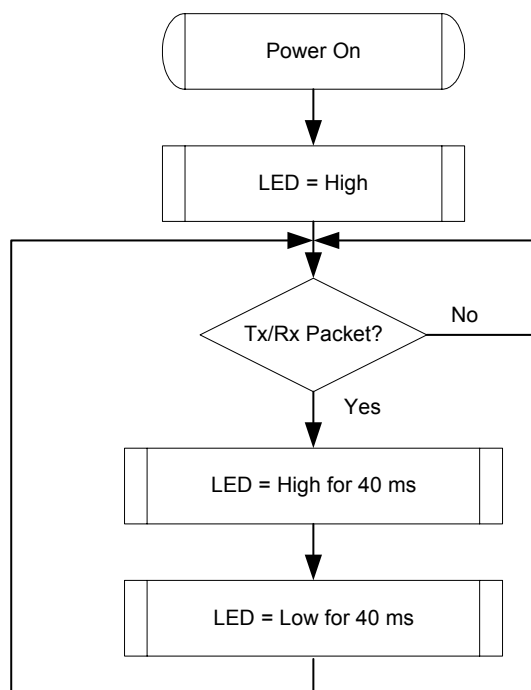 Power On
LED = High
Tx/Rx Packet?
No
Yes
LED = High for 40 ms
LED = Low for 40 ms